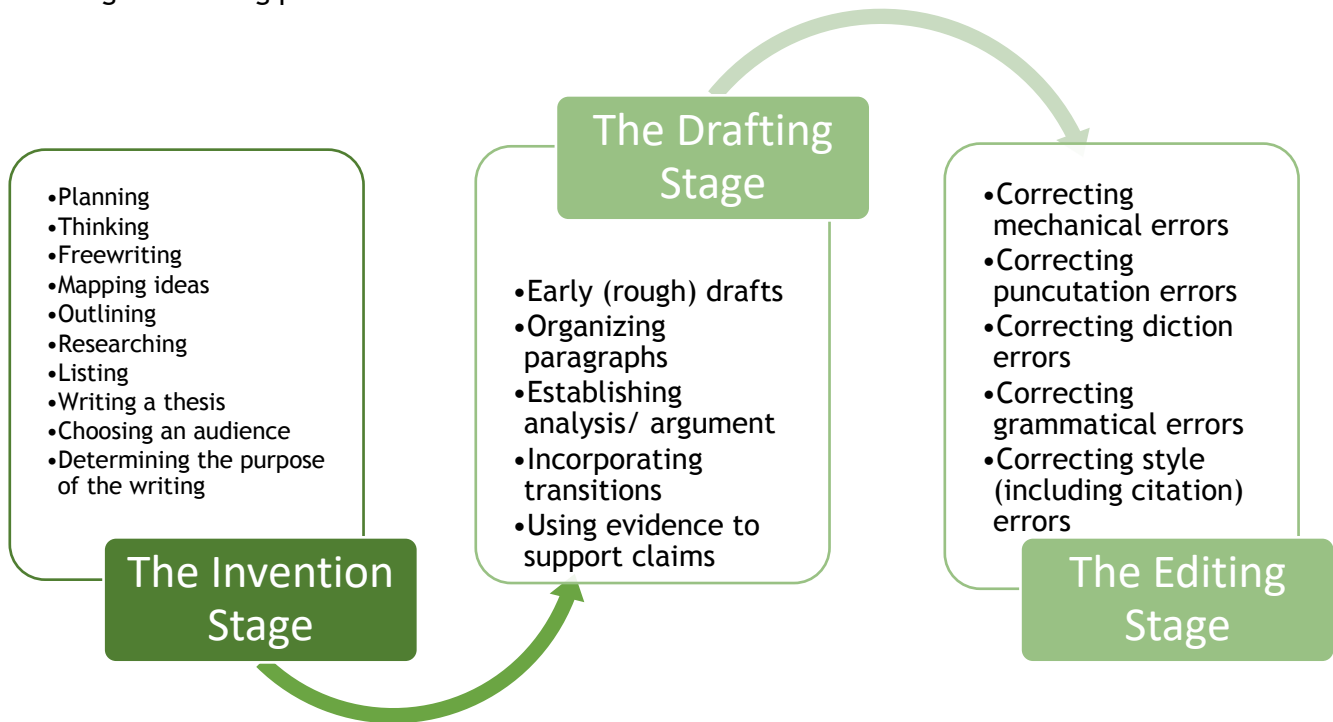 •Planning
•Thinking
•Freewriting
•Mapping ideas
•Outlining
•Researching
•Listing
•Writing a thesis
•Choosing an audience
•Determining the purpose
of the writing
The Invention
Stage
The Drafting
Stage
•Early (rough) drafts
•Organizing
paragraphs
•Establishing
analysis/ argument
•Incorporating
transitions
•Using evidence to
support claims
•Correcting
mechanical errors
•Correcting
puncutation errors
•Correcting diction
errors
•Correcting
grammatical errors
•Correcting style
(including citation)
errors
The Editing
Stage